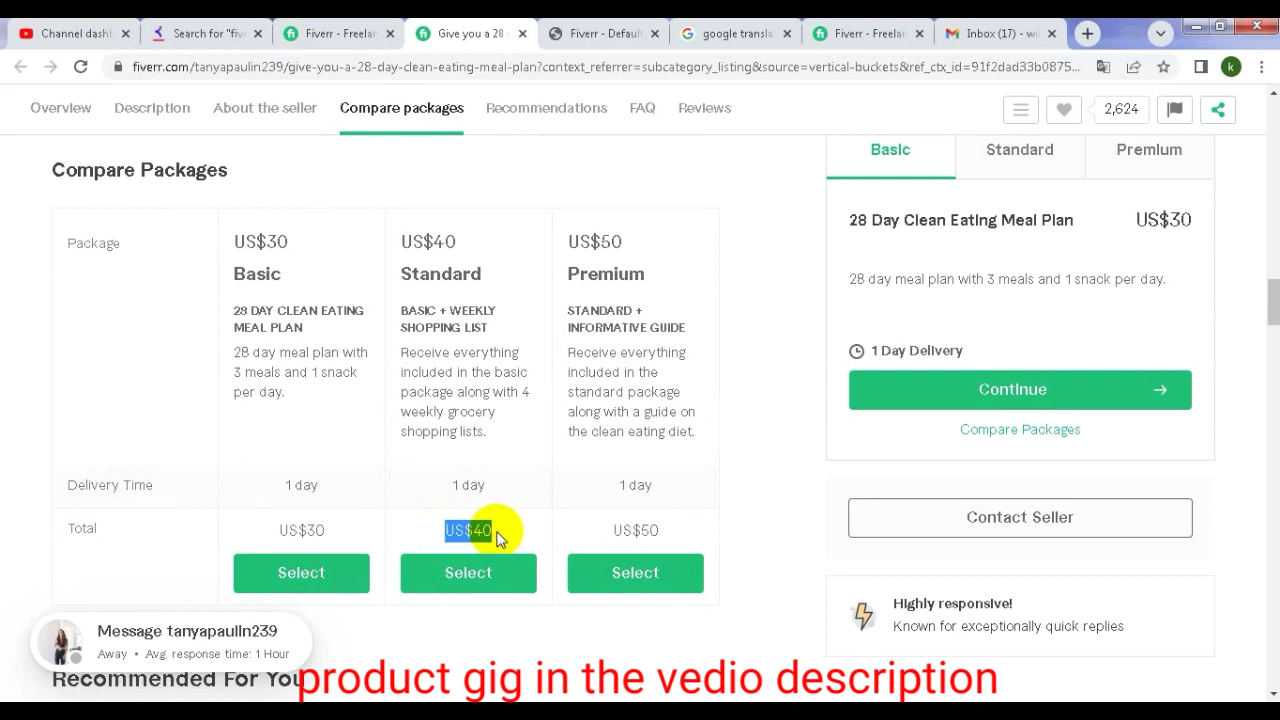 Channel dashl
Search for "five
Fiverr - Freelan
Give you a 28
Fiverr - Defaul
google transla
Fiverr - Freelan
Inbox (17) - wi
fiverr.com/tanyapaulin239/give-you-a-28-day-clean-eating-meal-plan?context_referrer=subcategory_listing&source=vertical-buckets&ref_ctx_id=91f2dad33b0875...
k
Overview
Description
About the seller
Compare packages
Recommendations
FAQ
Reviews
2,624
Compare Packages
Package
US$30
Basic
28 DAY CLEAN EATING
MEAL PLAN
28 day meal plan with
3 meals and 1 snack
per day.
US$40
Standard
BASIC + WEEKLY
SHOPPING LIST
Receive everything
included in the basic
package along with 4
weekly grocery
shopping lists.
US$50
Premium
STANDARD +
INFORMATIVE GUIDE
Receive everything
included in the
standard package
along with a guide on
the clean eating diet.
Delivery Time
1 day
1 day
1 day
Total
US$30
US$40
US$50
Select
Select
Select
Basic
Standard
Premium
28 Day Clean Eating Meal Plan
US$30
28 day meal plan with 3 meals and 1 snack per day.
1 Day Delivery
Continue
Compare Packages
Contact Seller
Highly responsive!
Known for exceptionally quick replies
Message tanyapaulin239
Away • Avg. response time: 1 Hour
Recommended For You
product gig in the vedio description